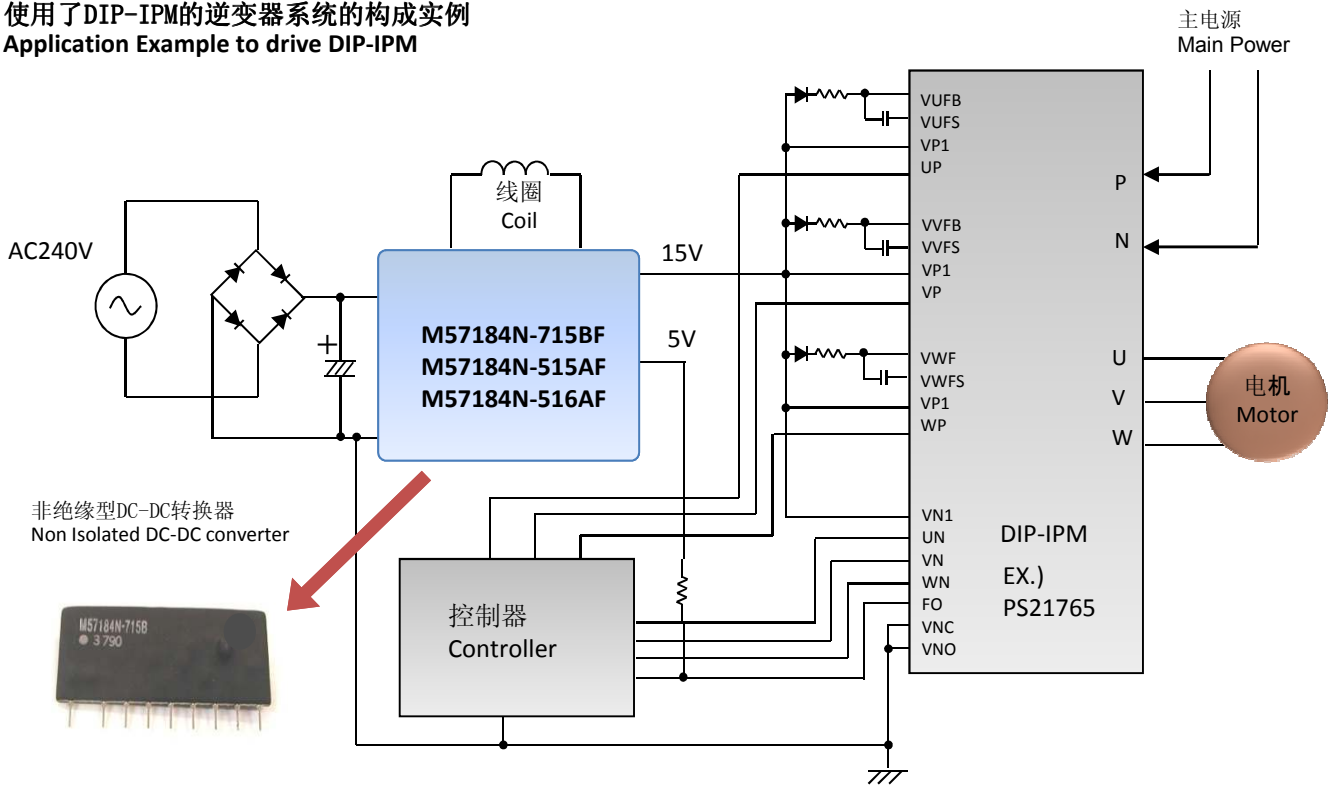 使用了DIP-IPM的逆变器系统的构成实例
Application Example to drive DIP-IPM
主电源
Main Power
AC240V
线圈
Coil
15V
5V
M57184N-715BF
M57184N-515AF
M57184N-516AF
非绝缘型DC-DC转换器
Non Isolated DC-DC converter
M57184N-715B
3790
控制器
Controller
VUFB
VUFS
VP1
UP
VVFB
VVFS
VP1
VP
VWF
VWFS
VP1
WP
VN1
UN
VN
WN
FO
VNC
VNO
P
N
U
V
W
DIP-IPM
EX.)
PS21765
电机
Motor